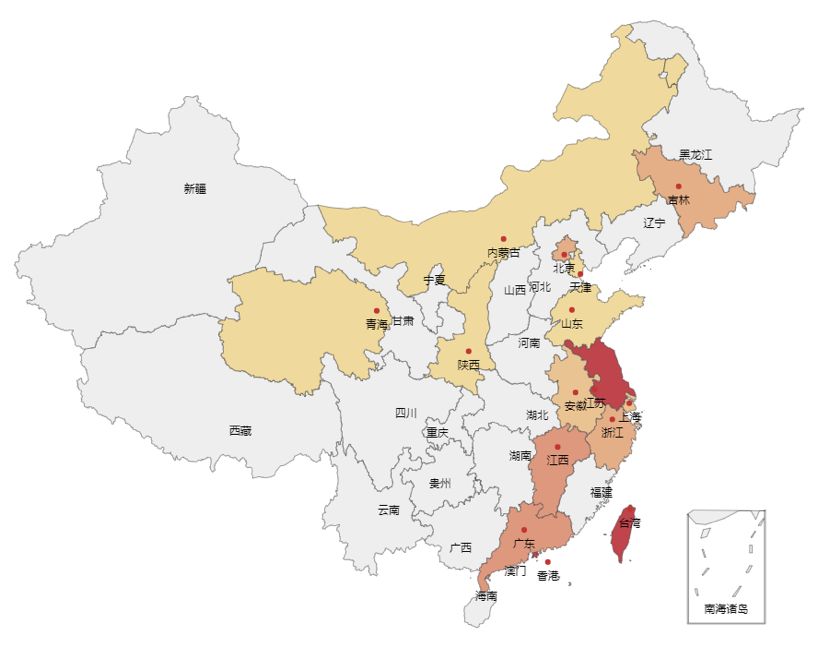 黑龙江
新疆
吉林
辽宁
内蒙古
北京
宁夏
天津
山西
河北
青海
甘肃
山东
河南
陕西
安徽
江苏
四川
湖北
上海
西藏
重庆
浙江
湖南
江西
贵州
福建
云南
台湾
广西
广东
澳门
香港
海南
南海诸岛